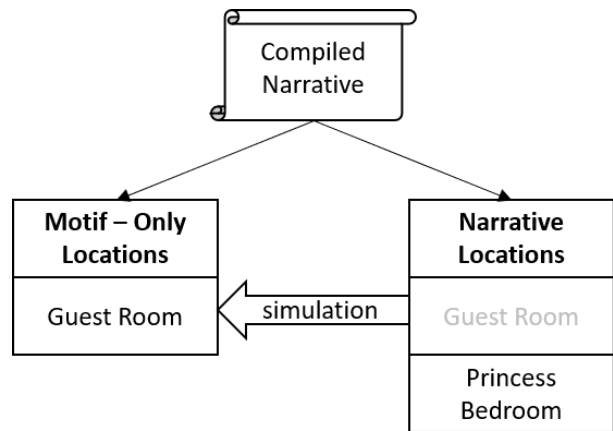 Compiled
Narrative
Motif – Only
Locations
Guest Room
simulation
Narrative
Locations
Guest Room
Princess
Bedroom